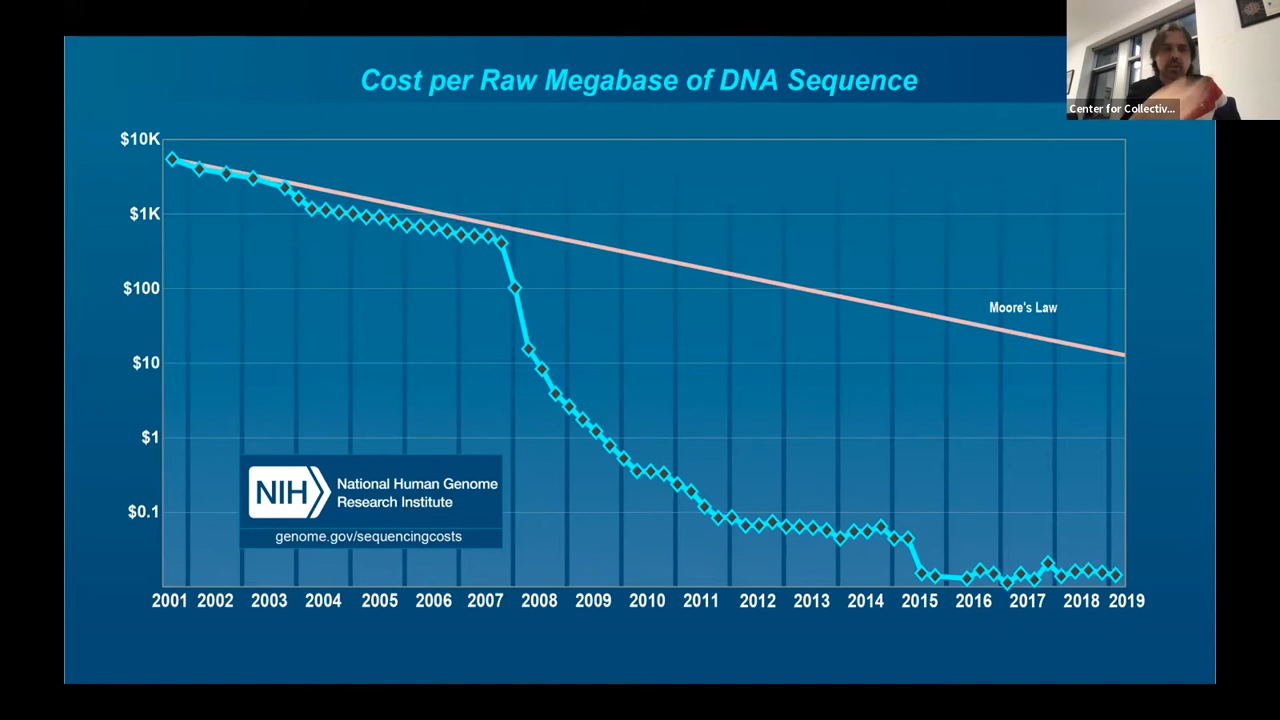 Cost per Raw Megabase of DNA Sequence
Center for Collectiv...
$10K
$1K
$100
$10
$1
$0.1
Moore's Law
NIH
National Human Genome
Research Institute
genome.gov/sequencingcosts
2001 2002 2003 2004 2005 2006 2007 2008 2009 2010 2011 2012 2013 2014 2015 2016 2017 2018 2019